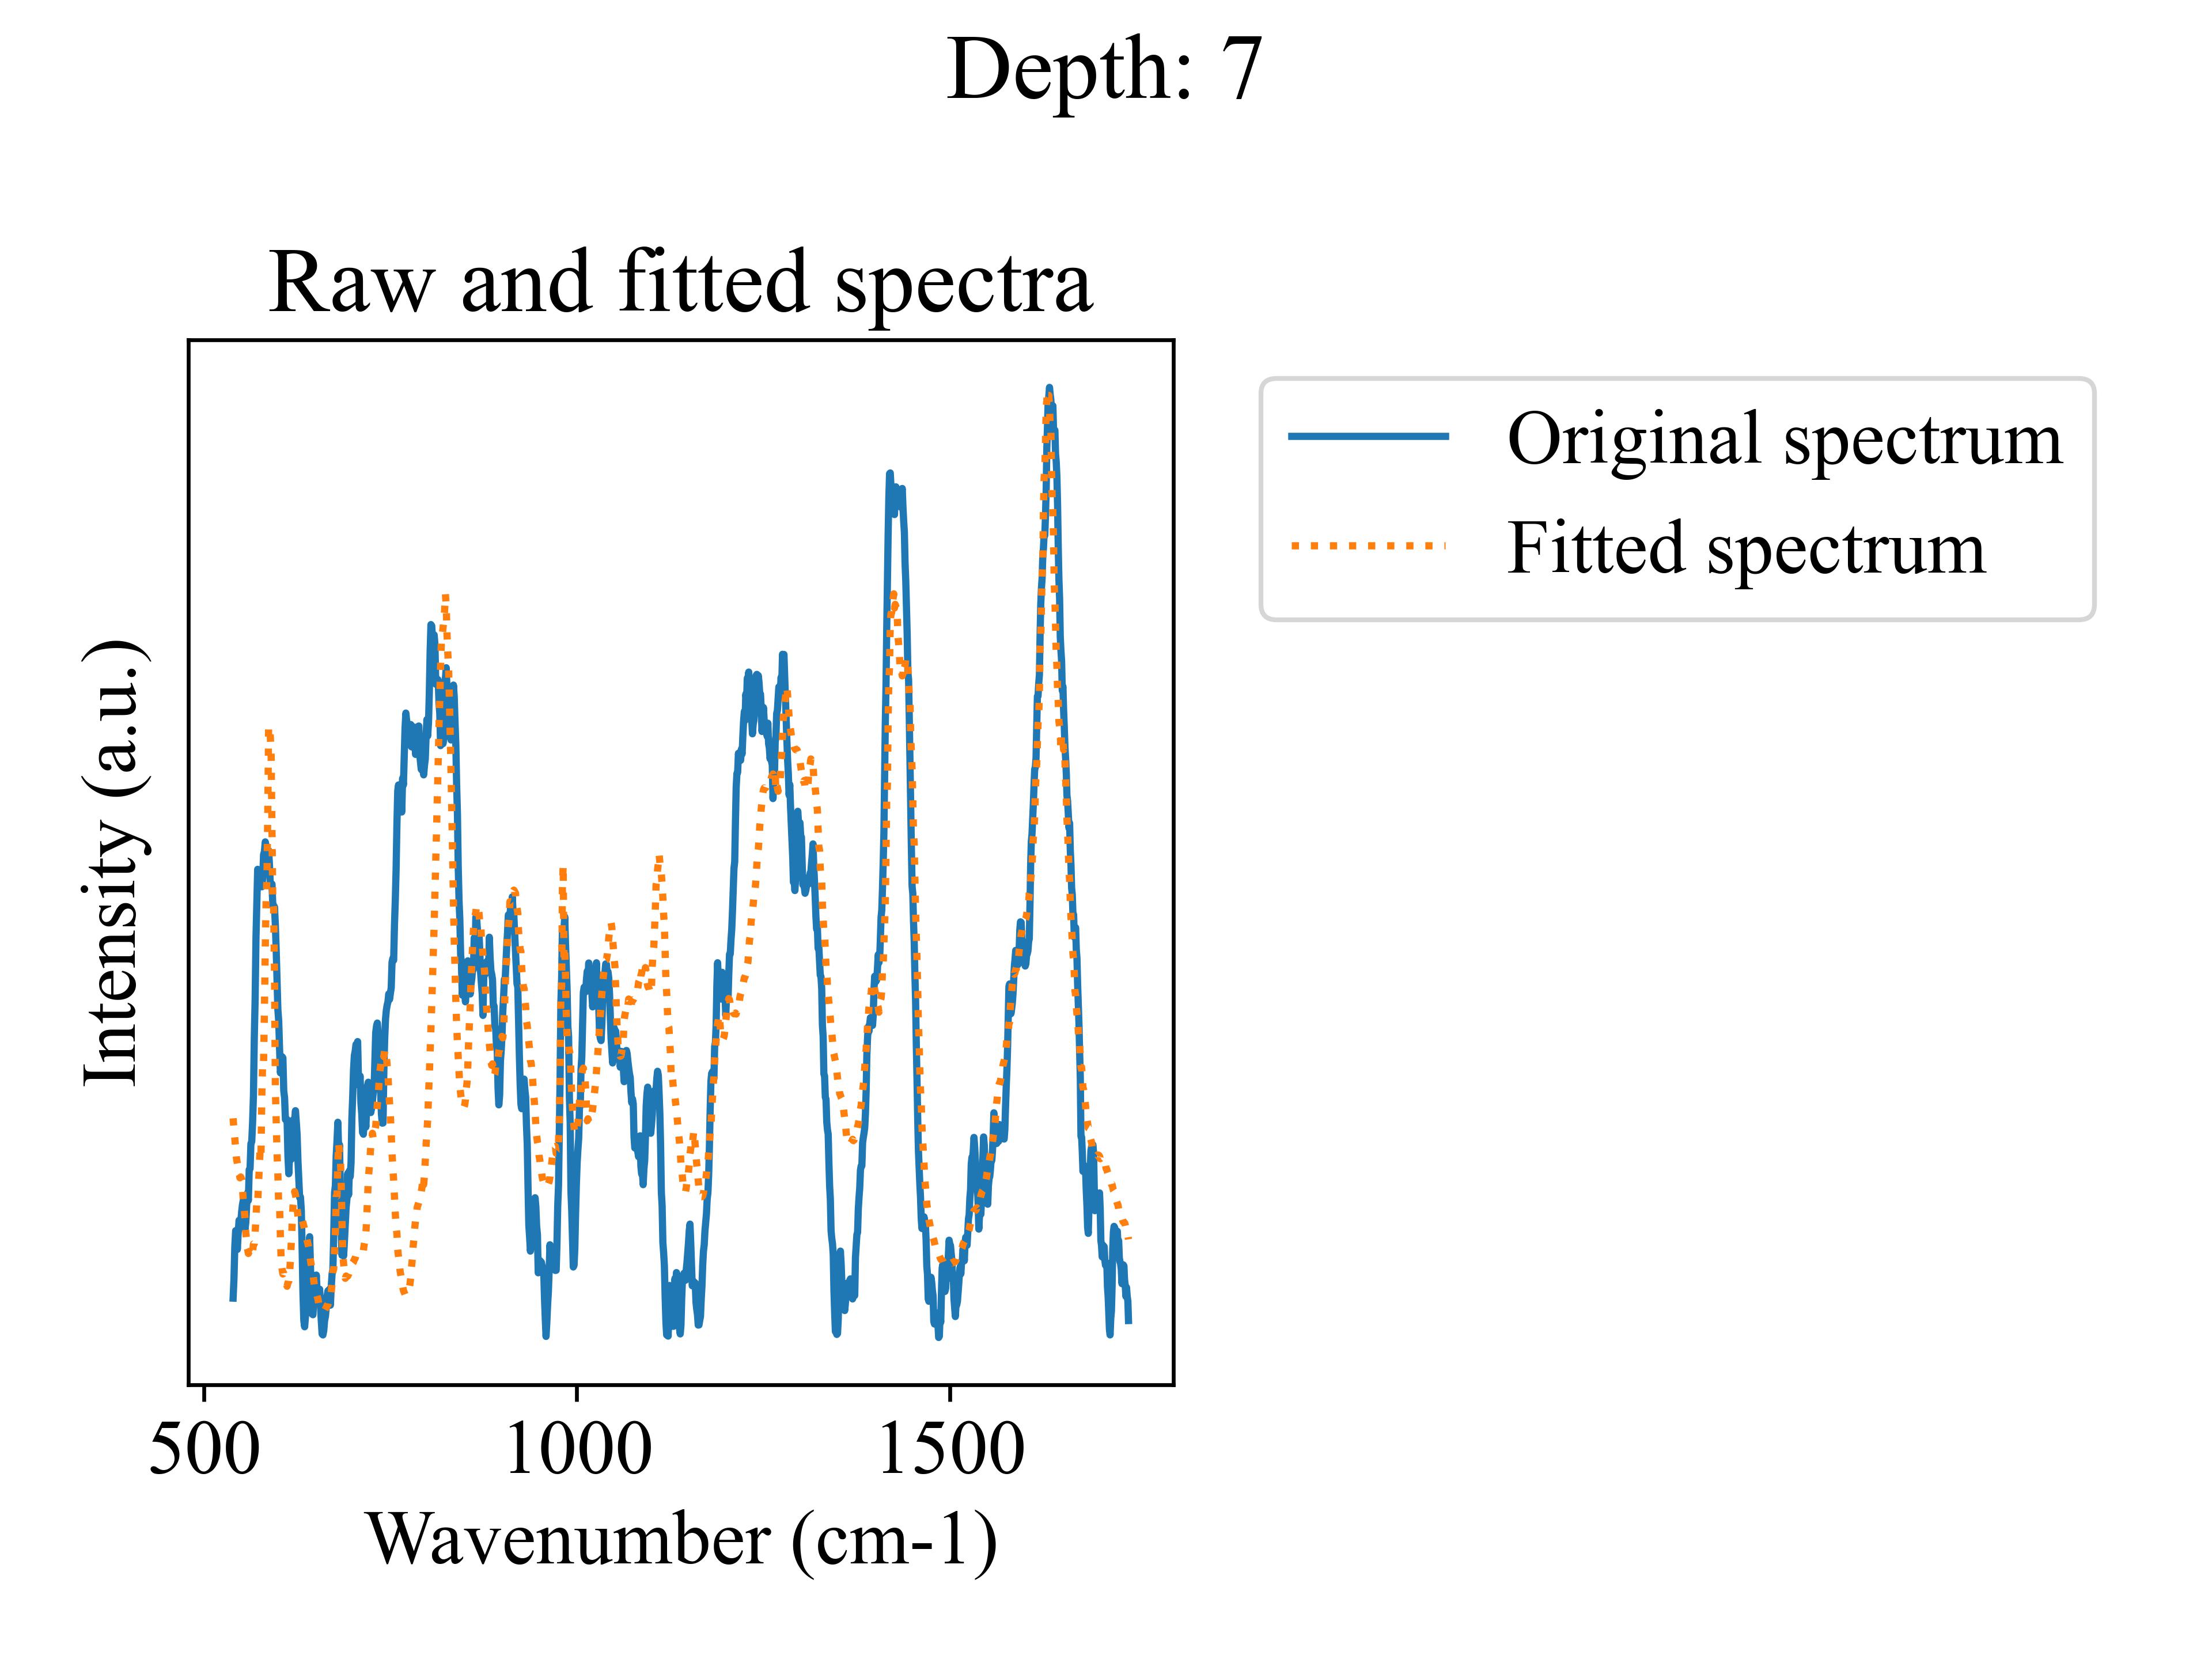 Depth: 7
Raw and fitted spectra
Original spectrum
Fitted spectrum
Intensity (a.u.)
500 1000 1500
Wavenumber (cm-1)